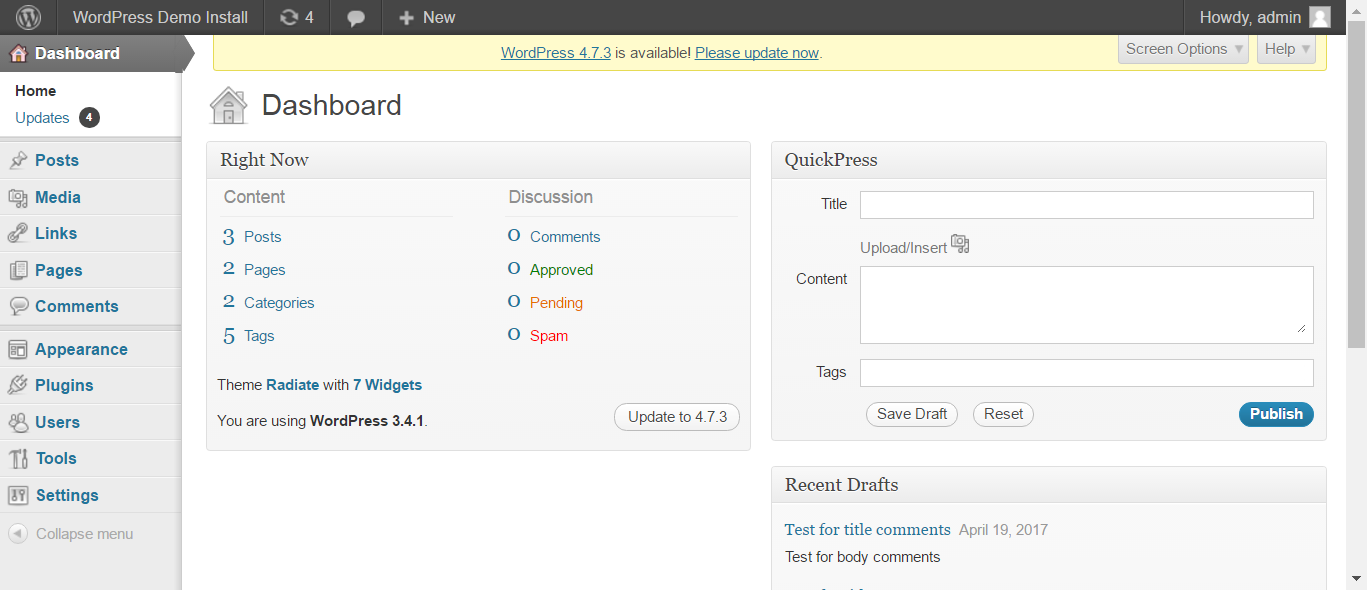 WordPress Demo Install 4 New Howdy, admin
Dashboard
WordPress 4.7.3 is available! Please update now.
Screen Options Help
Home
Updates 4
Posts
Media
Links
Pages
Comments
Appearance
Plugins
Users
Tools
Settings
Collapse menu
Dashboard
Right Now
Content Discussion
3 Posts 0 Comments
2 Pages 0 Approved
2 Categories 0 Pending
5 Tags 0 Spam
Theme Radiate with 7 Widgets
You are using WordPress 3.4.1. Update to 4.7.3
QuickPress
Title
Upload/Insert
Content
Tags
Save Draft Reset Publish
Recent Drafts
Test for title comments April 19, 2017
Test for body comments